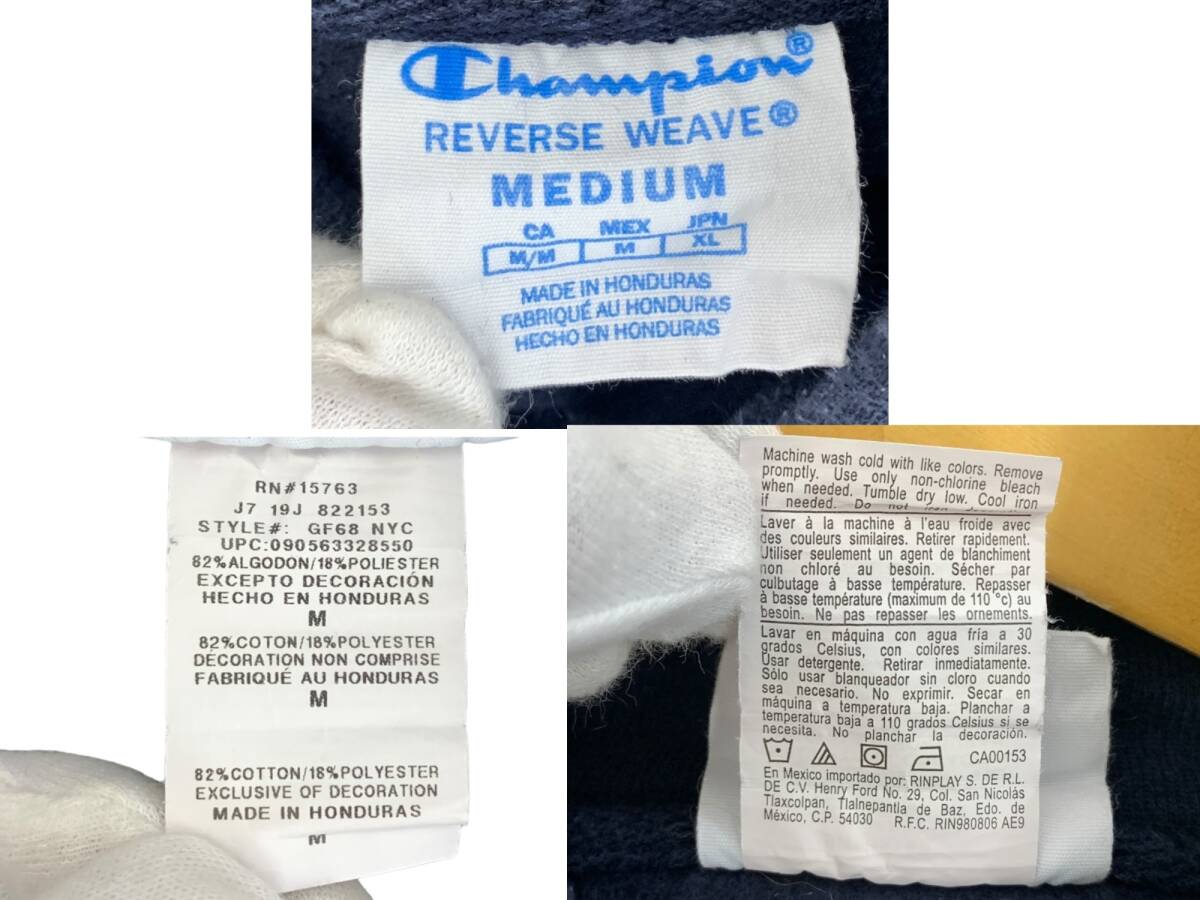 Champion®
REVERSE WEAVE®
MEDIUM
CA MEX JPN
M/M M XL
MADE IN HONDURAS
FABRIQUÉ AU HONDURAS
HECHO EN HONDURAS
RN#15763
J7 19J 822153
STYLE#: GF68 NYC
UPC:090563328550
82%ALGODON/18%POLIESTER
EXCEPTO DECORACIÓN
HECHO EN HONDURAS
M
82%COTTON/18%POLYESTER
DÉCORATION NON COMPRISE
FABRIQUÉ AU HONDURAS
M
82%COTTON/18%POLYESTER
EXCLUSIVE OF DECORATION
MADE IN HONDURAS
M
Machine wash cold with like colors. Remove
promptly. Use only non-chlorine bleach
when needed. Tumble dry low. Cool iron
if needed. Do not
Laver à la machine à l'eau froide avec
des couleurs similaires. Retirer rapidement.
Utiliser seulement un agent de blanchiment
non chloré au besoin. Sécher par
culbutage à basse température. Repasser
à basse température (maximum de 110 °c) au
besoin. Ne pas repasser les ornements.
Lavar en máquina con agua fría a 30
grados Celsius, con colores similares.
Usar detergente. Retirar inmediatamente.
Sólo usar blanqueador sin cloro cuando
sea necesario. No exprimir. Secar en
máquina a temperatura baja. Planchar a
temperatura baja a 110 grados Celsius si se
necesita. No planchar la decoración.
CA00153
En Mexico importado por: RINPLAY S. DE R.L.
DE C.V. Henry Ford No. 29, Col. San Nicolás
Tlaxcolpan, Tlalnepantla de Baz, Edo. de
México, C.P. 54030 R.F.C. RIN980806 AE9